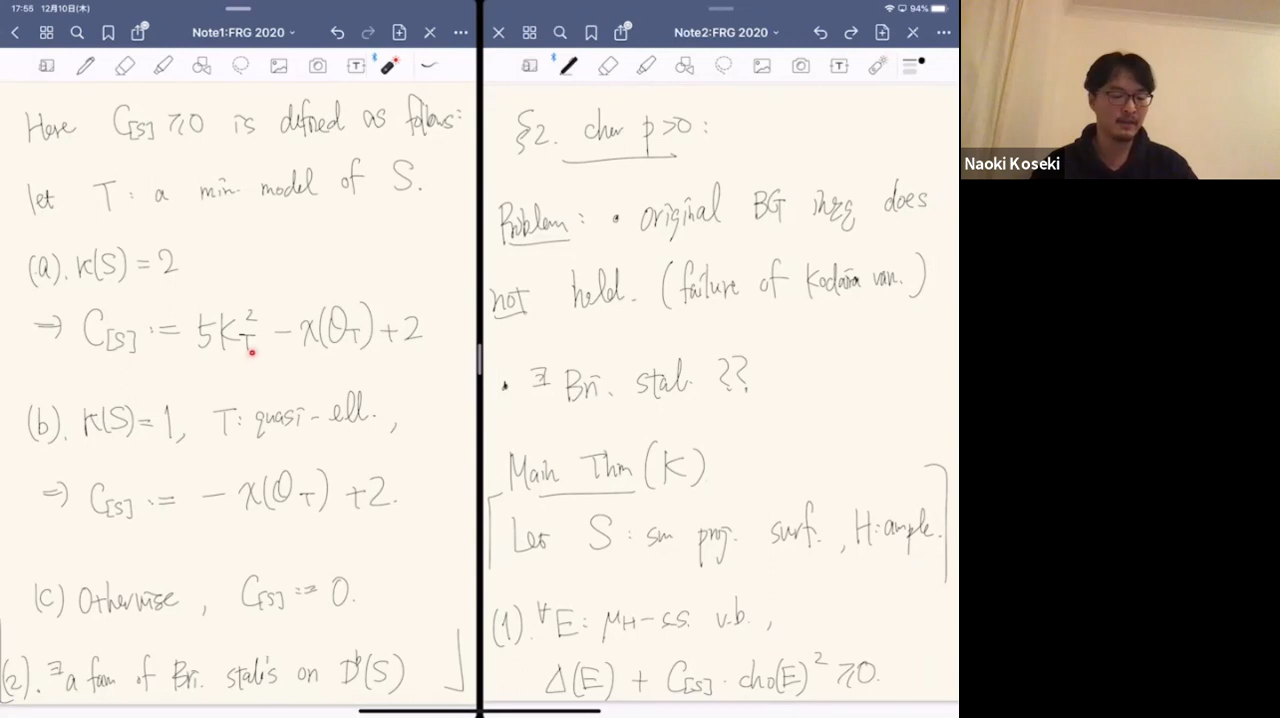 17:55 12月10日(木)
94%
Note1:FRG 2020
Note2:FRG 2020
Here C[S] ≥0 is defined as follows:
let T: a min. model of S.
(a). κ(S) = 2
⇒ C[S] := 5K_T^2 − χ(O_T) + 2
(b). κ(S) = 1, T: quasi-ell.,
⇒ C[S] := − χ(O_T) + 2.
(c) Otherwise, C[S] := 0.
(2). ∃a fam of Bri. stab's on D^b(S)
§2. char p>0:
Problem: • original BG ineq does
not hold. (failure of Kodaira van.)
• ∃ Bri. stab. ??
Main Thm (K)
Let S: sm proj. surf., H: ample.
(1). ∀E: μ_H-s.s. v.b.,
Δ(E) + C[S] · ch_0(E)^2 ≥0.
Naoki Koseki